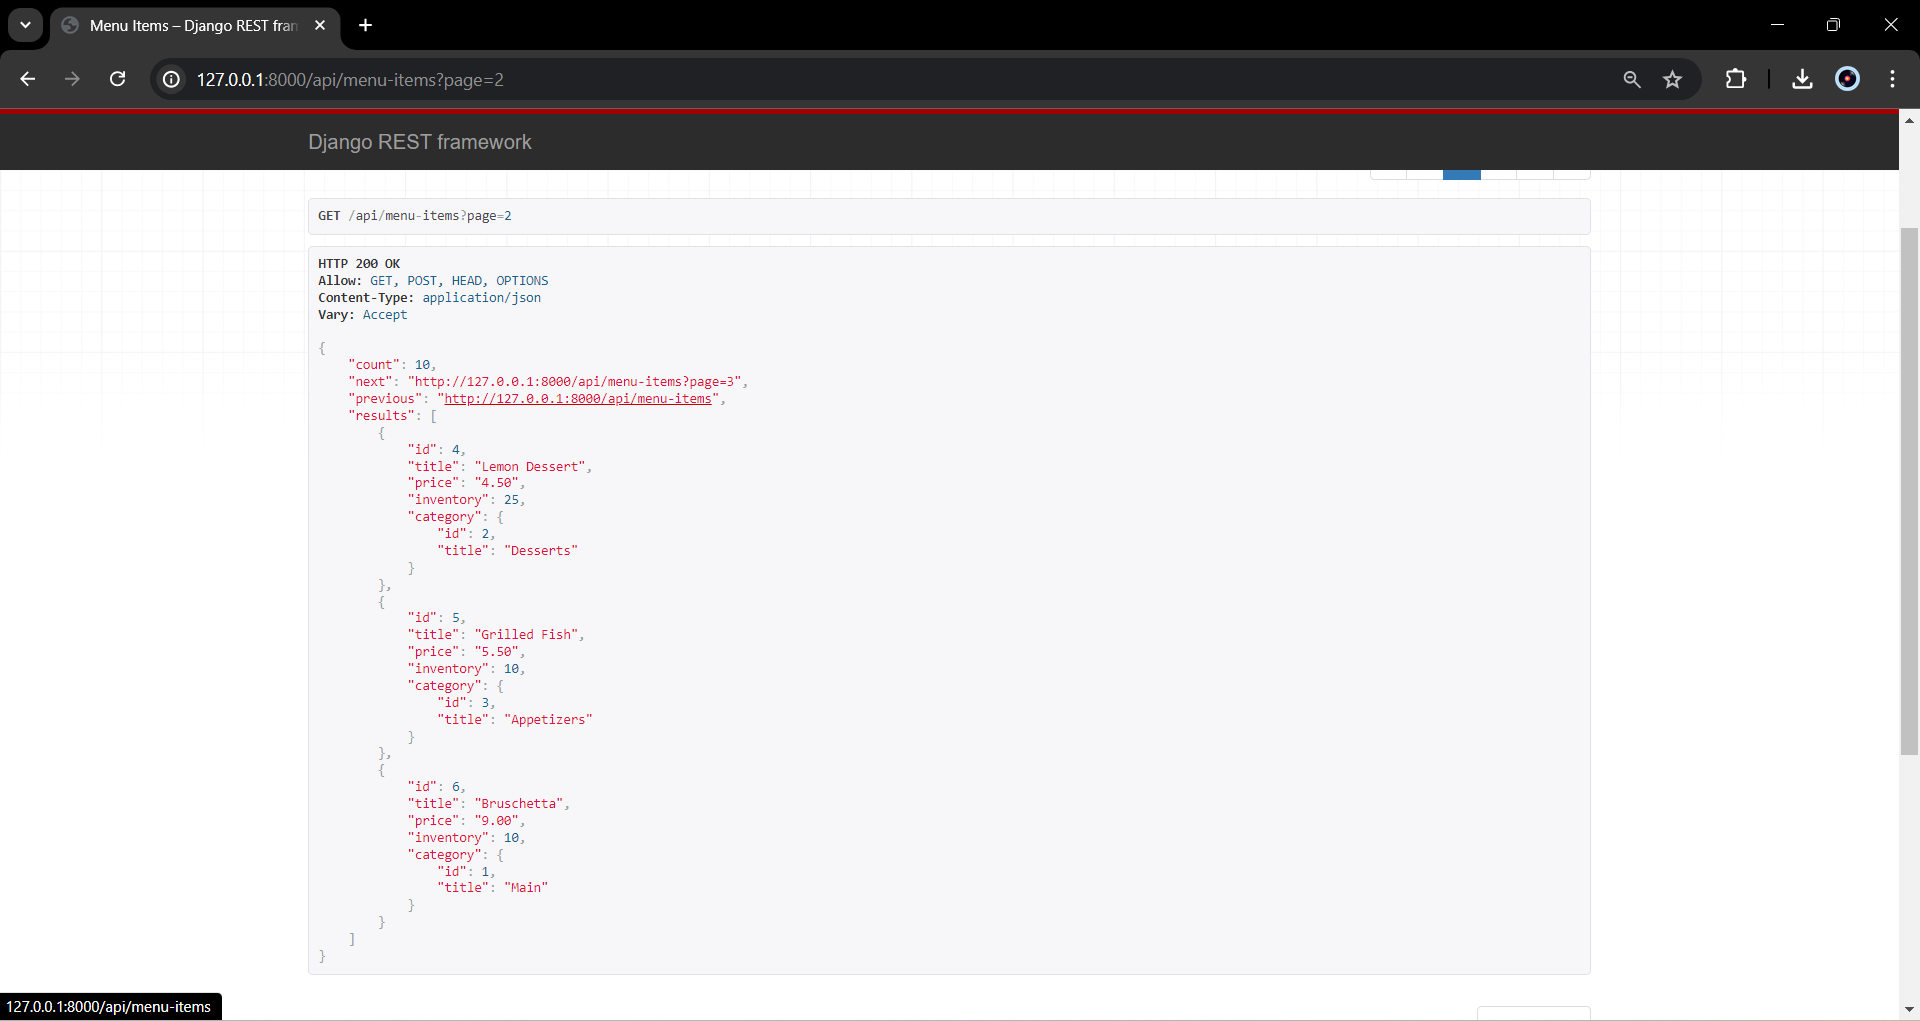 Menu Items – Django REST fran
127.0.0.1:8000/api/menu-items?page=2
Django REST framework
GET /api/menu-items?page=2
HTTP 200 OK
Allow: GET, POST, HEAD, OPTIONS
Content-Type: application/json
Vary: Accept
{
"count": 10,
"next": "http://127.0.0.1:8000/api/menu-items?page=3",
"previous": "http://127.0.0.1:8000/api/menu-items",
"results": [
{
"id": 4,
"title": "Lemon Dessert",
"price": "4.50",
"inventory": 25,
"category": {
"id": 2,
"title": "Desserts"
}
},
{
"id": 5,
"title": "Grilled Fish",
"price": "5.50",
"inventory": 10,
"category": {
"id": 3,
"title": "Appetizers"
}
},
{
"id": 6,
"title": "Bruschetta",
"price": "9.00",
"inventory": 10,
"category": {
"id": 1,
"title": "Main"
}
}
]
}
127.0.0.1:8000/api/menu-items